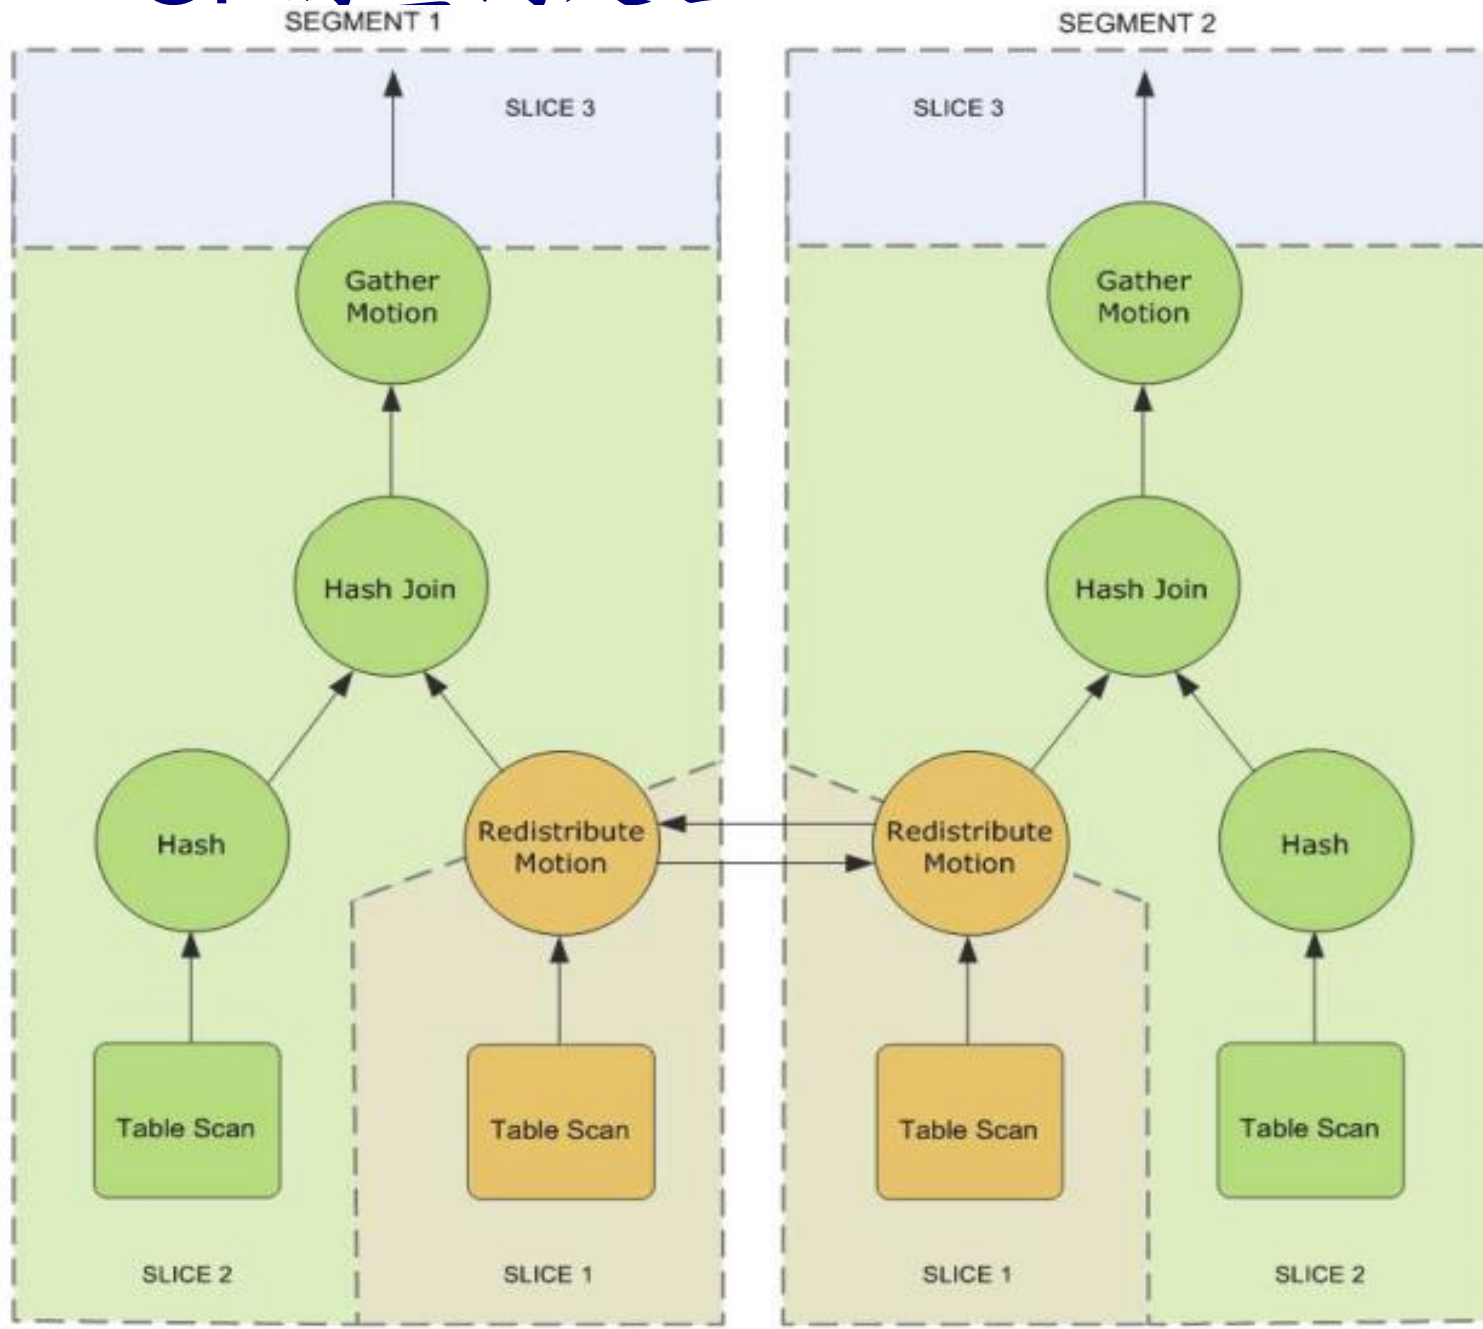 SEGMENT 1
SEGMENT 2
SLICE 3
SLICE 3
Gather
Motion
Gather
Motion
Hash Join
Hash Join
Hash
Redistribute
Motion
Redistribute
Motion
Hash
Table Scan
Table Scan
Table Scan
Table Scan
SLICE 2
SLICE 1
SLICE 1
SLICE 2